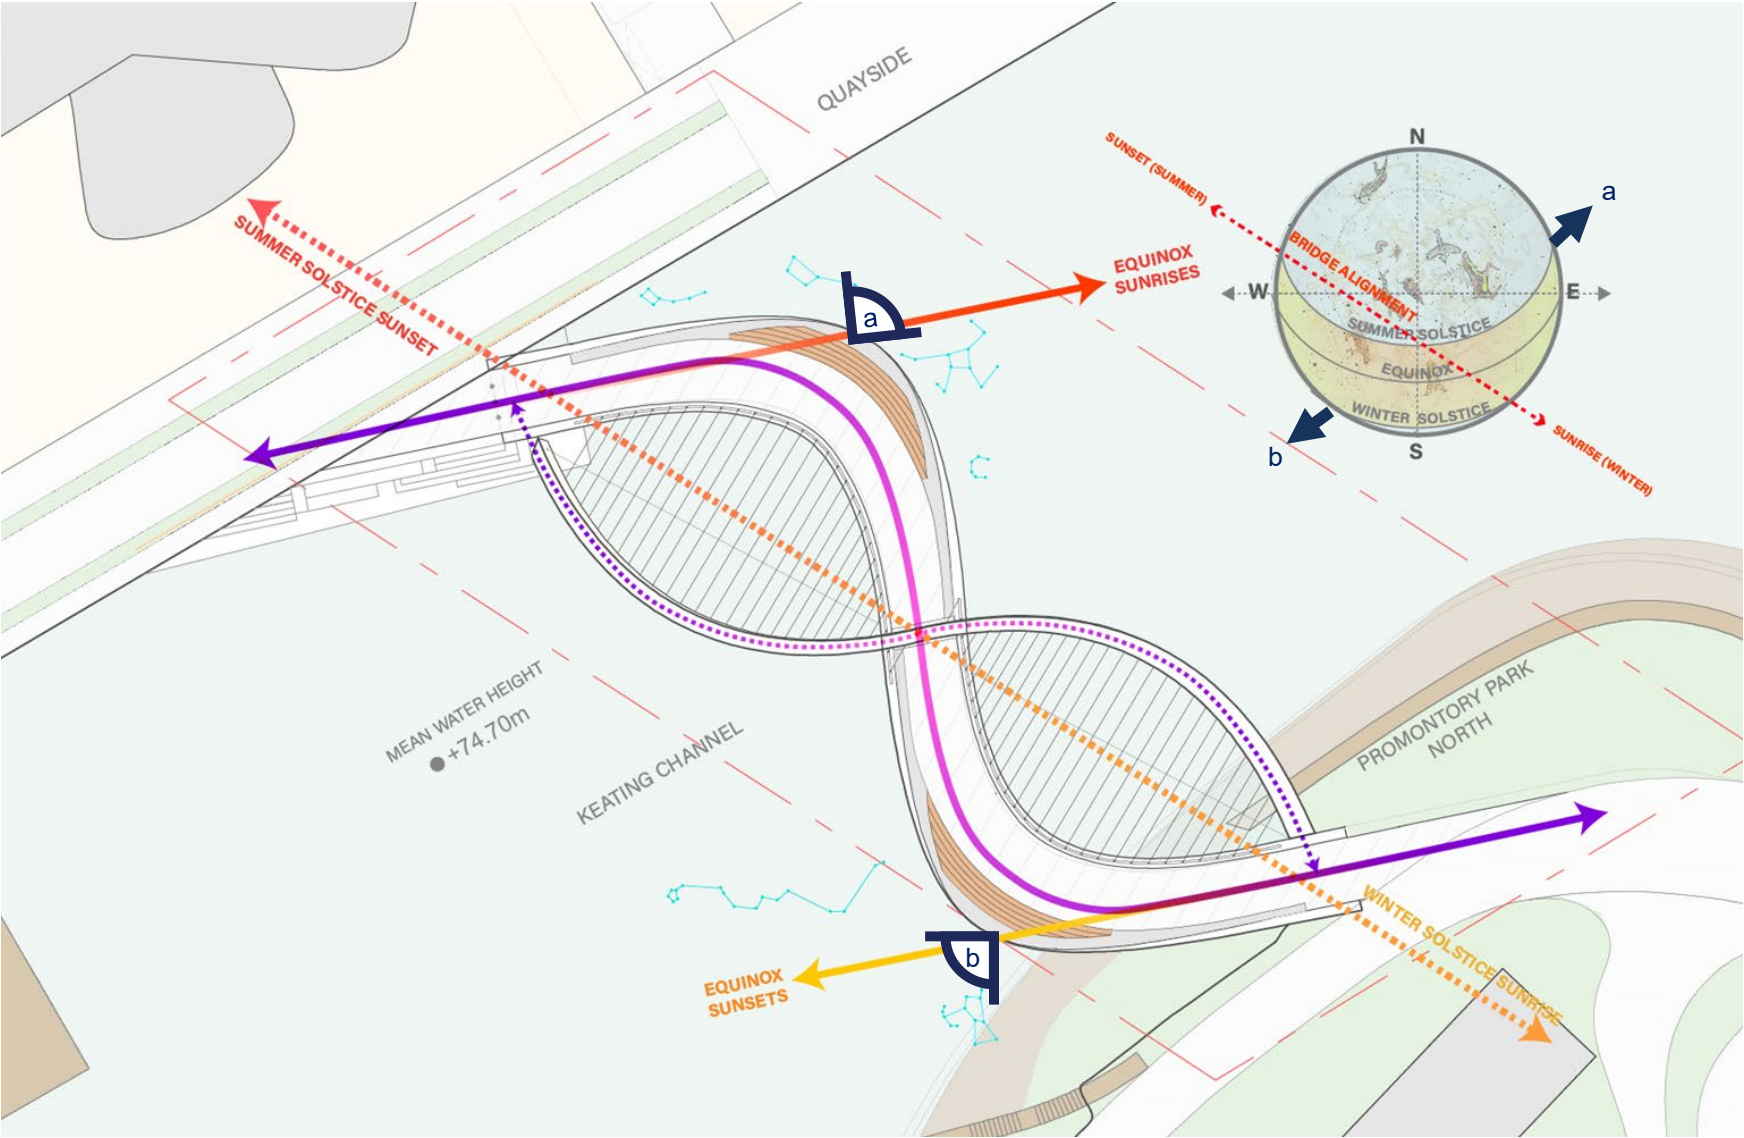 QUAYSIDE
N
a
SUNSET (SUMMER)
BRIDGE ALIGNMENT
W
E
SUMMER SOLSTICE
EQUINOX
WINTER SOLSTICE
S
b
SUNRISE (WINTER)
SUMMER SOLSTICE SUNSET
EQUINOX
SUNRISES
a
MEAN WATER HEIGHT
+74.70m
KEATING CHANNEL
PROMONTORY PARK
NORTH
WINTER SOLSTICE SUNRISE
b
EQUINOX
SUNSETS